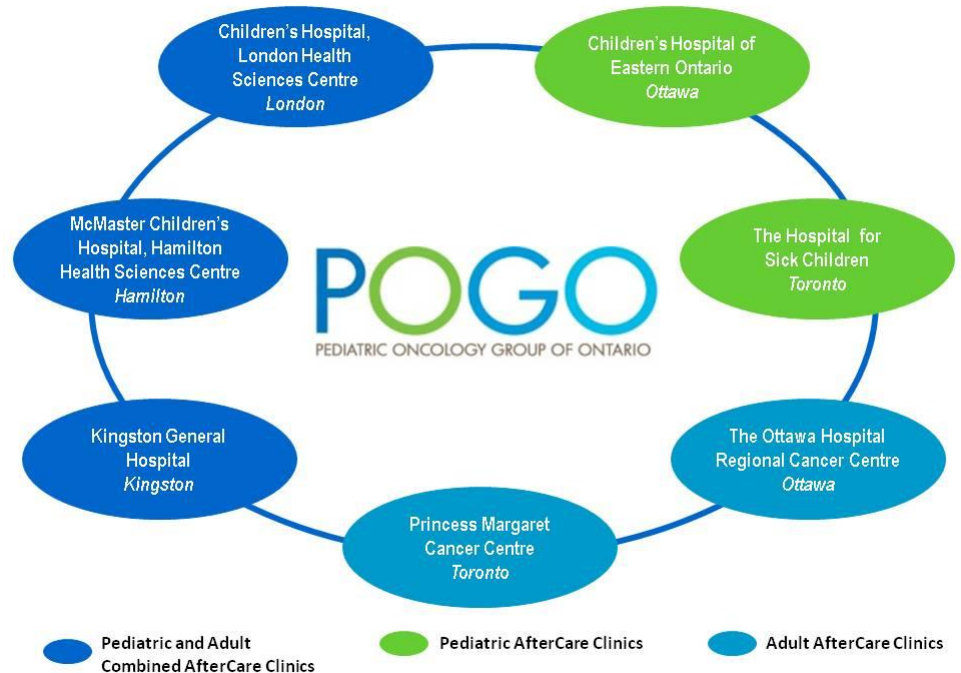 Children’s Hospital,
London Health
Sciences Centre
London
Children’s Hospital of
Eastern Ontario
Ottawa
McMaster Children’s
Hospital, Hamilton
Health Sciences Centre
Hamilton
POGO
PEDIATRIC ONCOLOGY GROUP OF ONTARIO
The Hospital for
Sick Children
Toronto
Kingston General
Hospital
Kingston
The Ottawa Hospital
Regional Cancer Centre
Ottawa
Princess Margaret
Cancer Centre
Toronto
Pediatric and Adult
Combined AfterCare Clinics
Pediatric AfterCare Clinics
Adult AfterCare Clinics